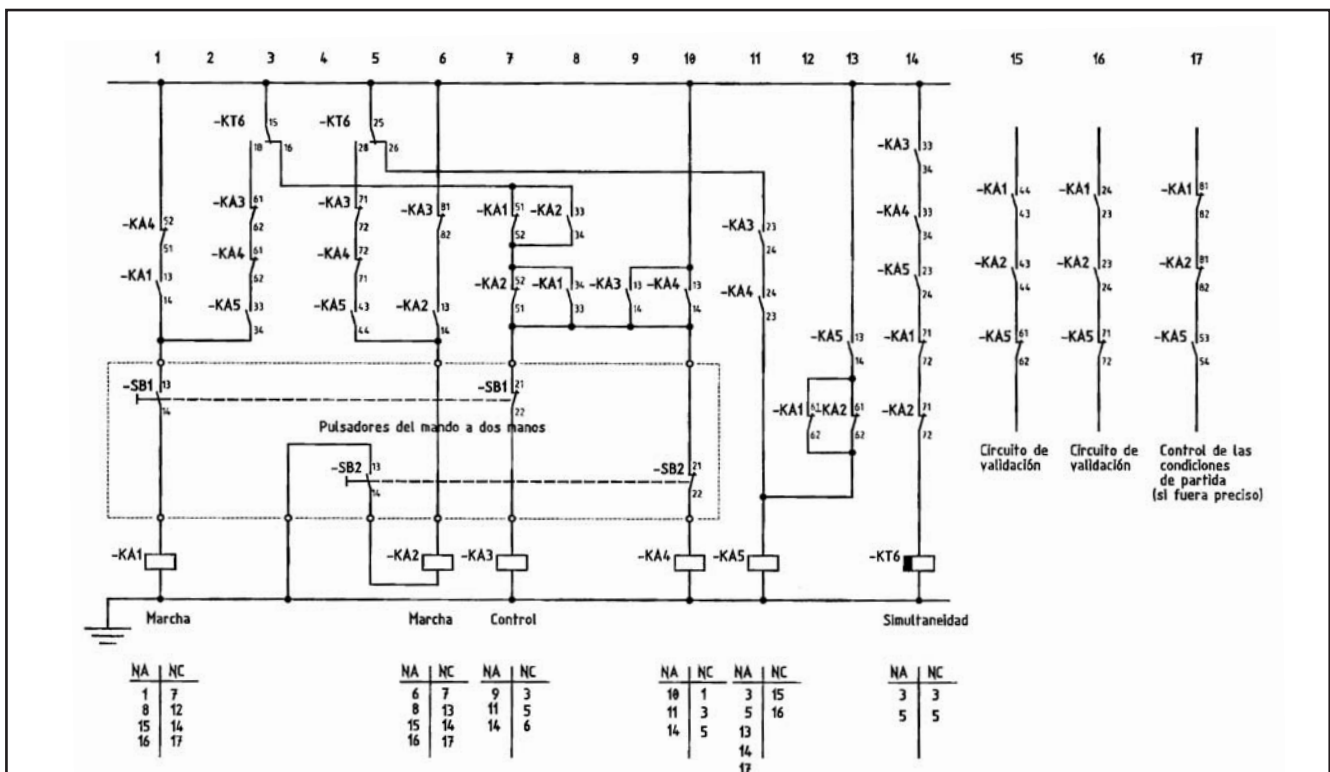 1 2 3 4 5 6 7 8 9 10 11 12 13 14 15 16 17
-KT6 15 18 16 -KT6 25 28 26
-KA3 33 34
-KA4 52 51
-KA3 61 62
-KA3 71 72
-KA3 81 82
-KA1 51 52
-KA2 33 34
-KA3 23 24
-KA4 33 34
-KA1 44 43
-KA1 24 23
-KA1 81 82
-KA1 13 14
-KA4 61 62
-KA4 72 71
-KA2 52 51
-KA1 34 33
-KA3 13 14
-KA4 13 14
-KA4 24 23
-KA5 23 24
-KA2 43 44
-KA2 23 24
-KA2 81 82
-KA5 33 34
-KA5 43 44
-KA2 13 14
-KA5 13 14
-KA1 71 72
-KA5 61 62
-KA5 71 72
-KA5 53 54
-SB1 13 14
-SB1 21 22
-KA1 61 62
-KA2 61 62
-KA2 71 72
Pulsadores del mando a dos manos
-SB2 13 14
-SB2 21 22
Circuito de
validación
Circuito de
validación
Control de las
condiciones
de partida
(si fuera preciso)
-KA1 -KA2 -KA3 -KA4 -KA5 -KT6
Marcha Marcha Control Simultaneidad
NA NC NA NC NA NC NA NC NA NC NA NC
1 7 6 7 9 3 10 1 3 15 3 3
8 12 8 13 11 5 11 3 5 16 5 5
15 14 15 14 14 6 14 5 13
16 17 16 17 14
17